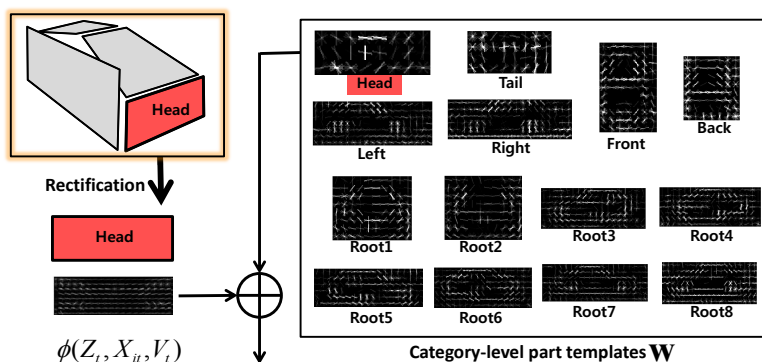 Head
Rectification
Head
ϕ(Z_t, X_it, V_t)
Head
Tail
Left
Right
Front
Back
Root1
Root2
Root3
Root4
Root5
Root6
Root7
Root8
Category-level part templates W